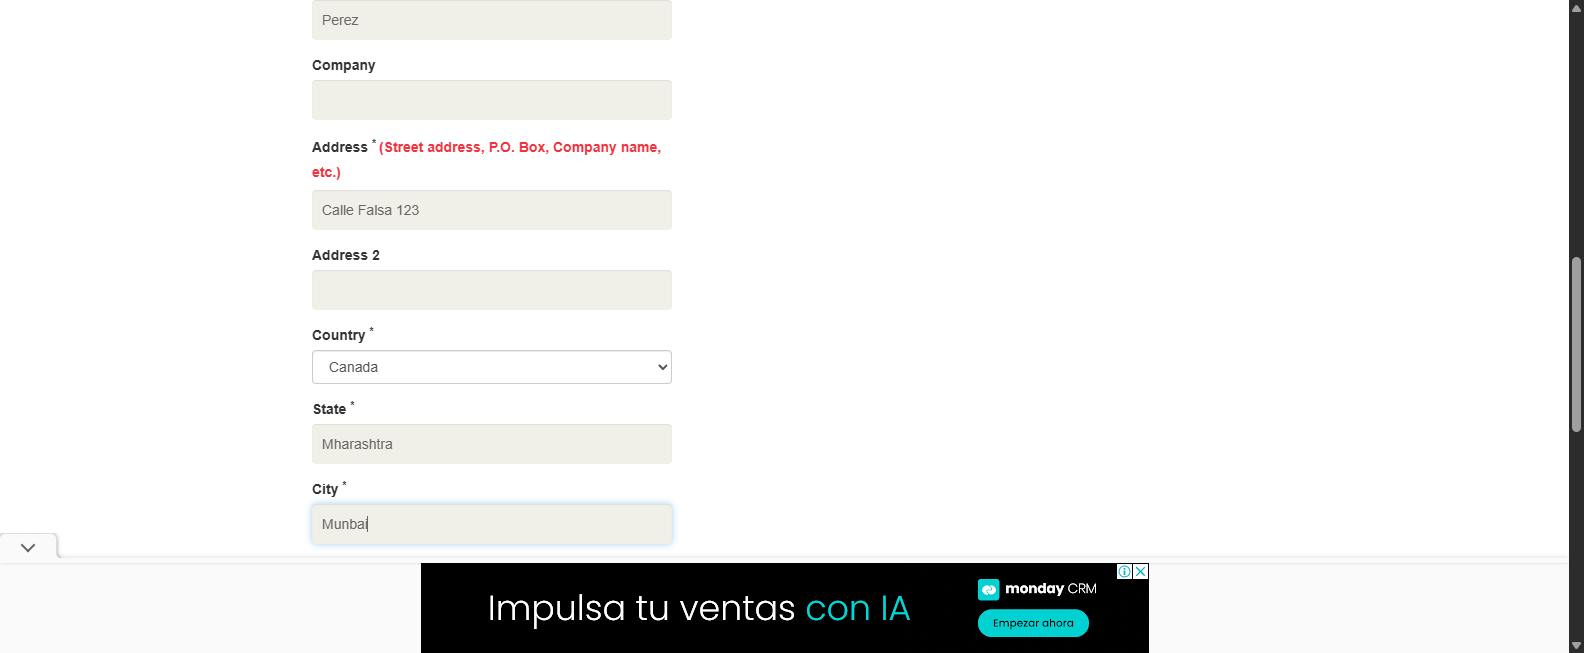 Perez
Company
Address * (Street address, P.O. Box, Company name,
etc.)
Calle Falsa 123
Address 2
Country *
Canada
State *
Mharashtra
City *
Munbai
Impulsa tu ventas con IA
monday CRM
Empezar ahora